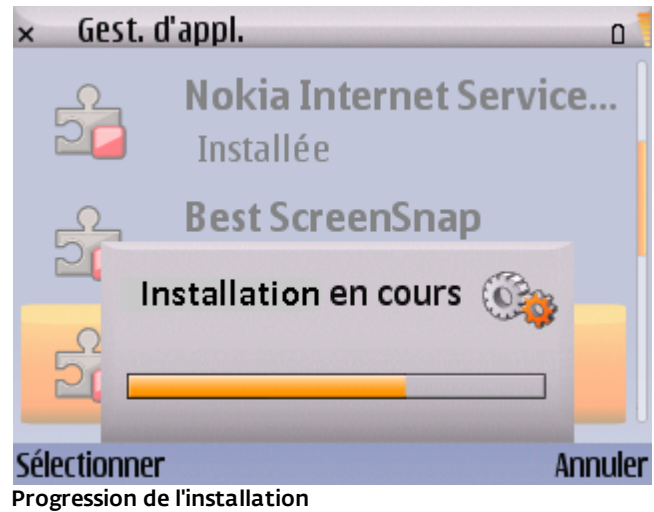 × Gest. d'appl.
Nokia Internet Service...
Installée
Best ScreenSnap
Installation en cours
Sélectionner Annuler
Progression de l'installation